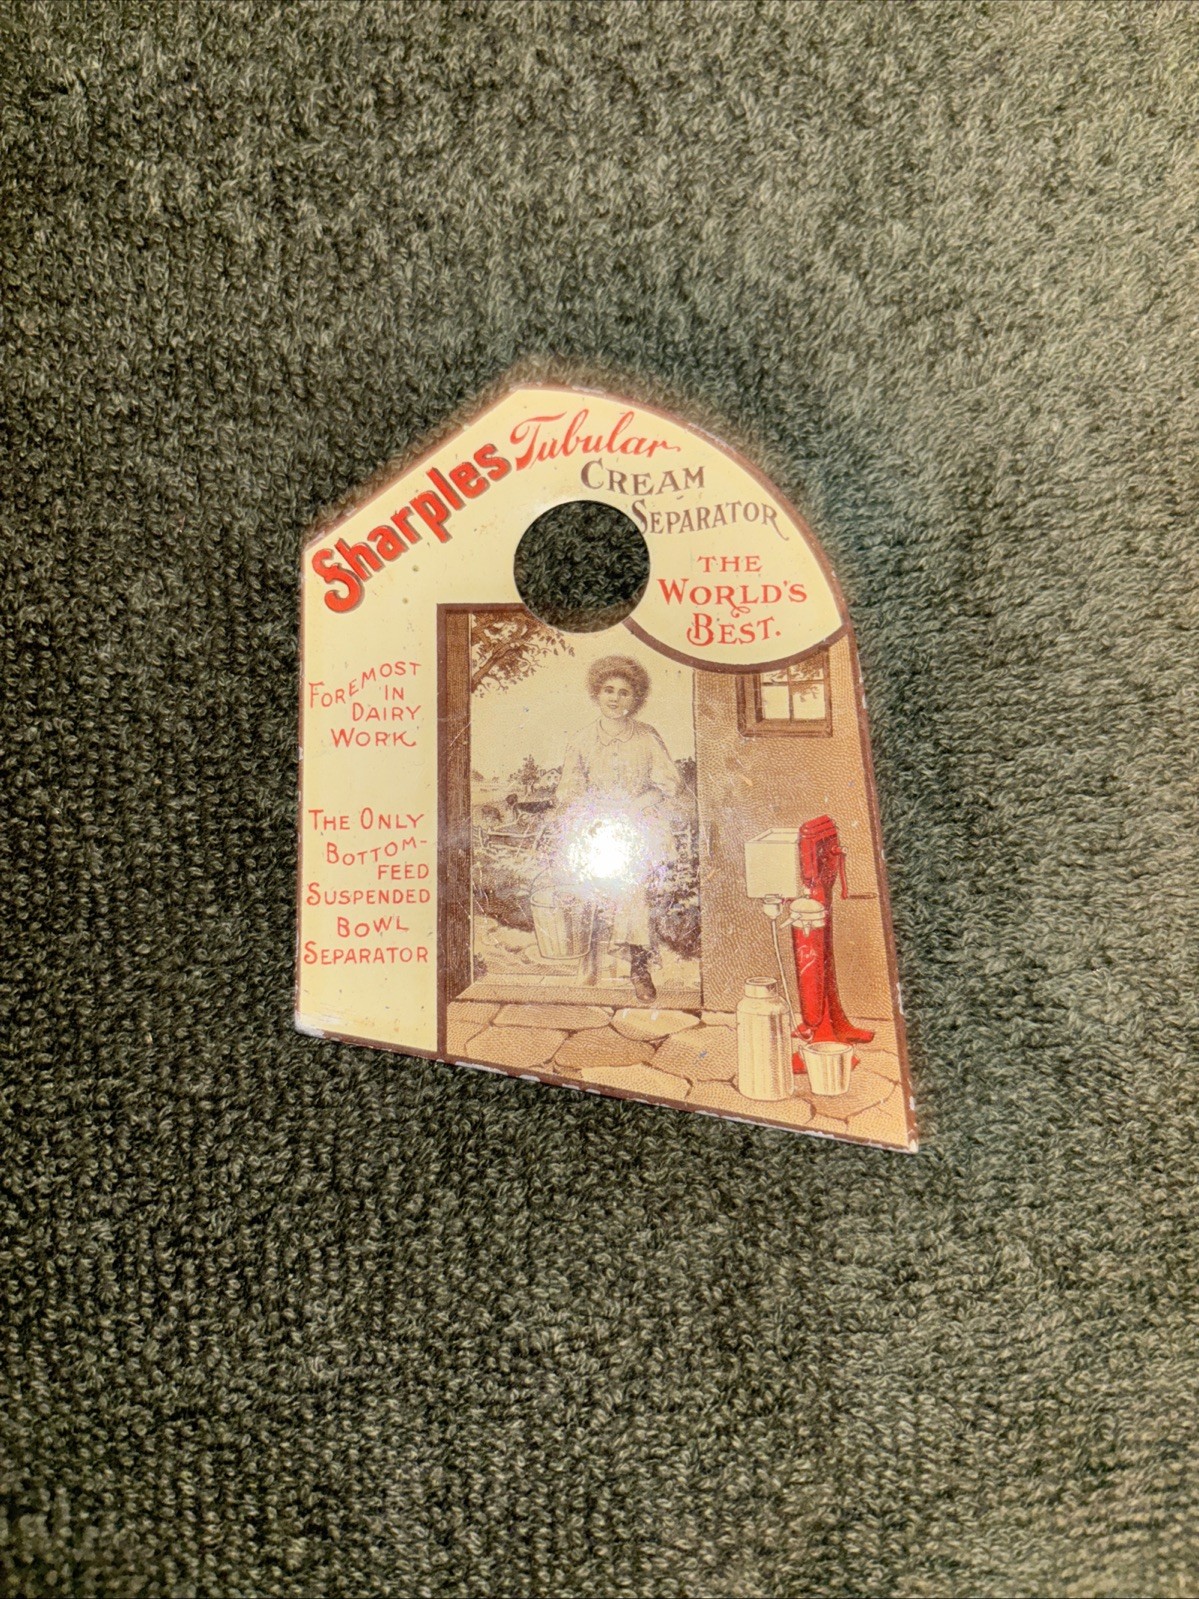 Sharples Tubular
CREAM
SEPARATOR
THE
WORLD'S
BEST.
FOREMOST
IN
DAIRY
WORK
THE ONLY
BOTTOM-
FEED
SUSPENDED
BOWL
SEPARATOR